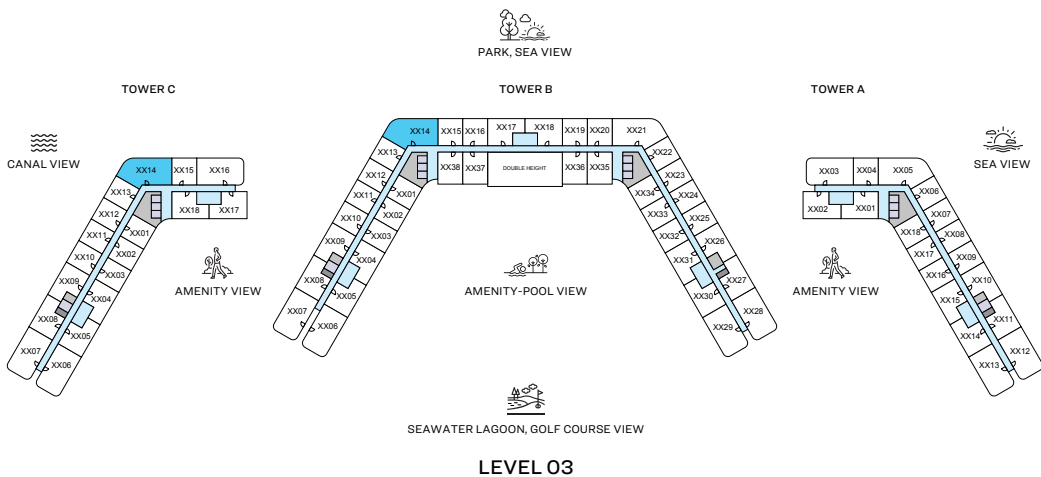 PARK, SEA VIEW
TOWER C
TOWER B
TOWER A
CANAL VIEW
SEA VIEW
XX14
XX15
XX16
XX13
XX12
XX11
XX10
XX09
XX08
XX07
XX18
XX17
XX01
XX02
XX03
XX04
XX05
XX06
AMENITY VIEW
XX14
XX15
XX16
XX17
XX18
XX19
XX20
XX21
XX13
XX38
XX37
DOUBLE HEIGHT
XX36
XX35
XX22
XX12
XX01
XX34
XX23
XX11
XX02
XX33
XX24
XX10
XX03
XX32
XX25
XX09
XX04
XX31
XX26
XX08
XX05
XX30
XX27
XX07
XX06
XX29
XX28
AMENITY-POOL VIEW
XX03
XX04
XX05
XX02
XX01
XX06
XX07
XX18
XX08
XX17
XX09
XX16
XX10
XX15
XX11
XX14
XX12
XX13
AMENITY VIEW
SEAWATER LAGOON, GOLF COURSE VIEW
LEVEL 03